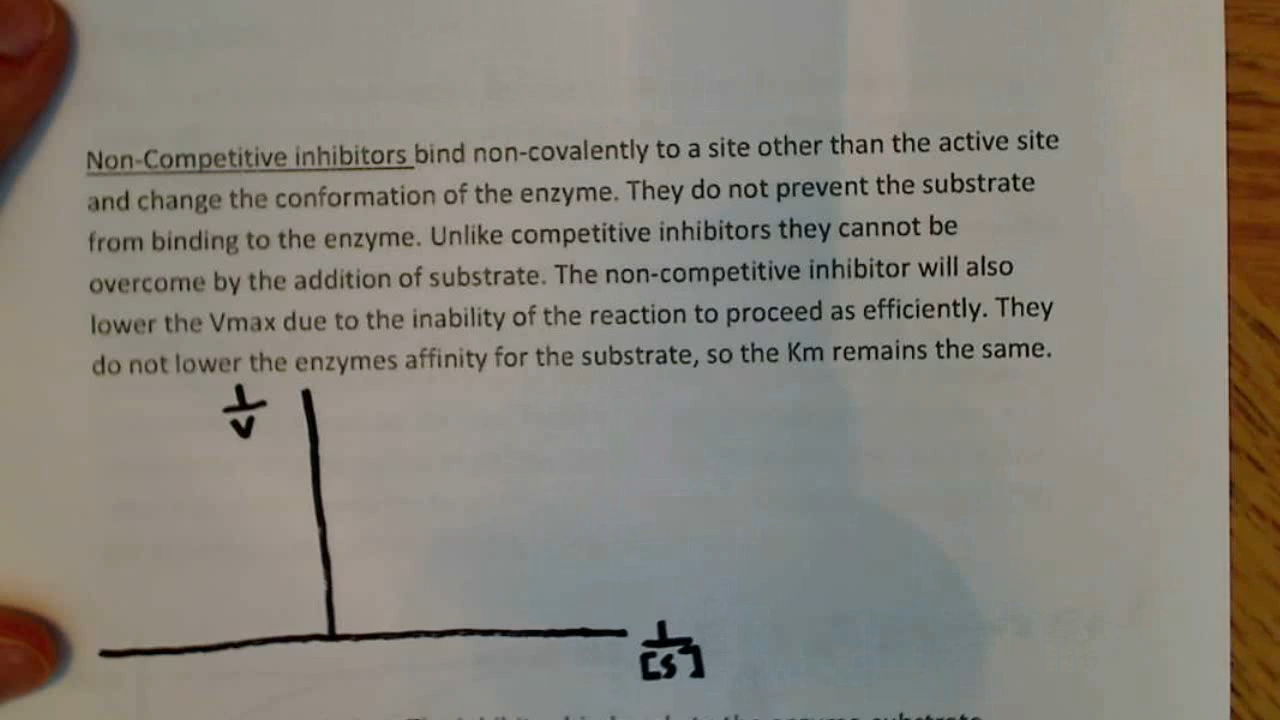 Non-Competitive inhibitors bind non-covalently to a site other than the active site
and change the conformation of the enzyme. They do not prevent the substrate
from binding to the enzyme. Unlike competitive inhibitors they cannot be
overcome by the addition of substrate. The non-competitive inhibitor will also
lower the Vmax due to the inability of the reaction to proceed as efficiently. They
do not lower the enzymes affinity for the substrate, so the Km remains the same.
1
V
1
[S]